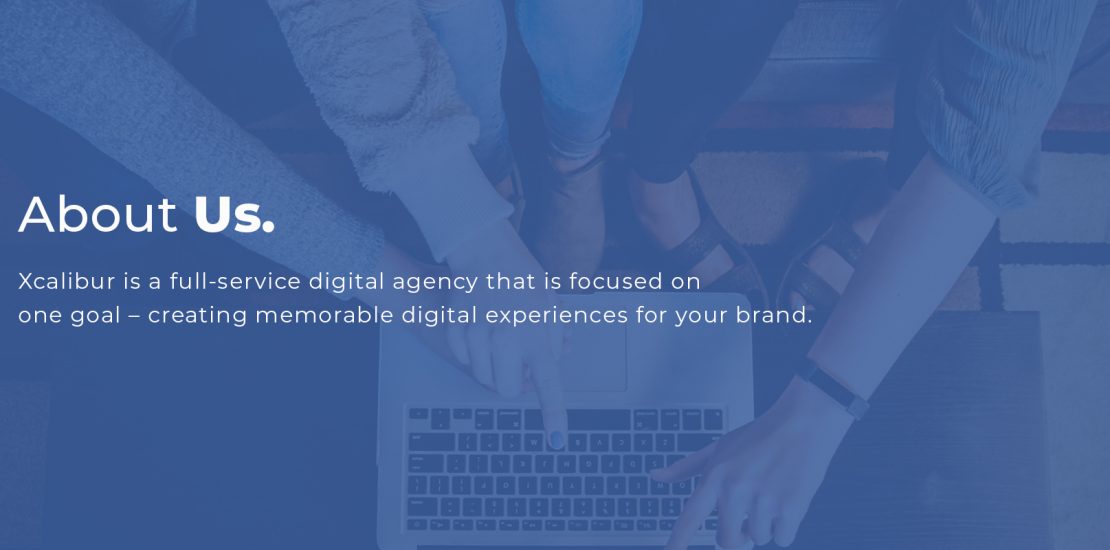 About Us.
Xcalibur is a full-service digital agency that is focused on
one goal – creating memorable digital experiences for your brand.